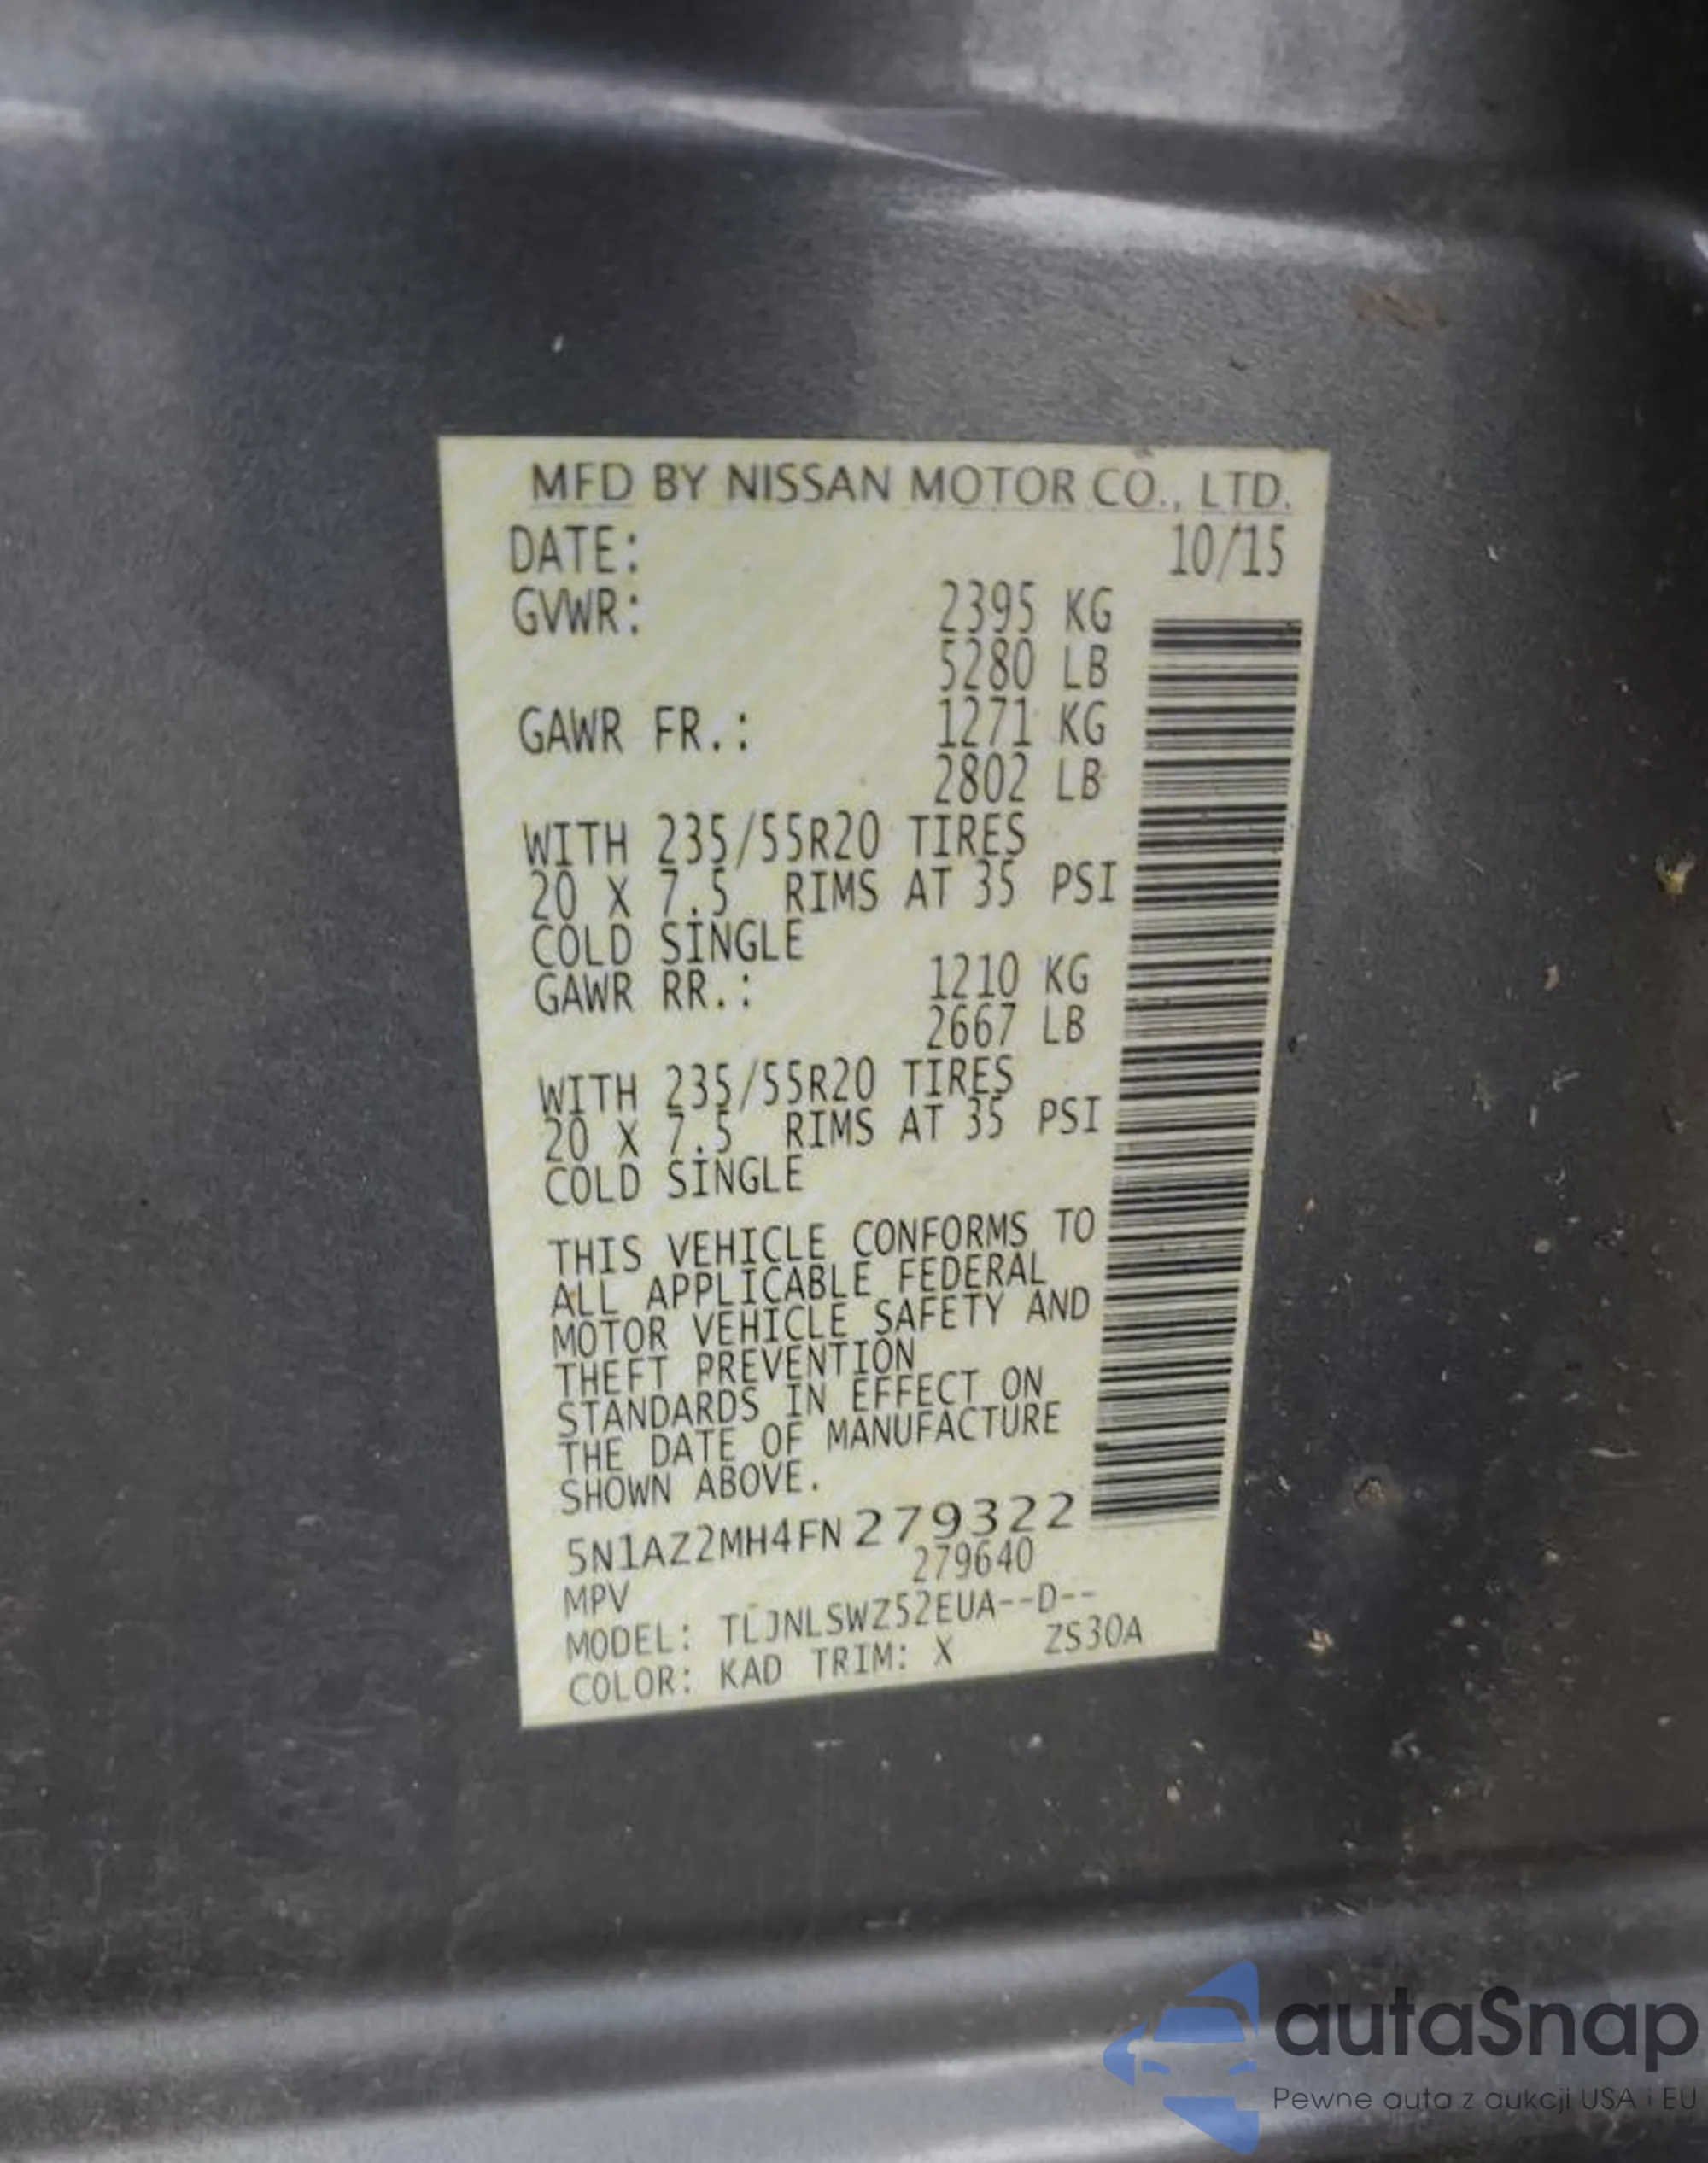 MFD BY NISSAN MOTOR CO., LTD.
DATE: 10/15
GVWR: 2395 KG
5280 LB
GAWR FR.: 1271 KG
2802 LB
WITH 235/55R20 TIRES
20 X 7.5 RIMS AT 35 PSI
COLD SINGLE
GAWR RR.: 1210 KG
2667 LB
WITH 235/55R20 TIRES
20 X 7.5 RIMS AT 35 PSI
COLD SINGLE
THIS VEHICLE CONFORMS TO
ALL APPLICABLE FEDERAL
MOTOR VEHICLE SAFETY AND
THEFT PREVENTION
STANDARDS IN EFFECT ON
THE DATE OF MANUFACTURE
SHOWN ABOVE.
5N1AZ2MH4FN279322
MPV 279640
MODEL: TLJNLSWZ52EUA--D--
COLOR: KAD TRIM: X ZS30A
autaSnap
Pewne auta z aukcji USA i EU